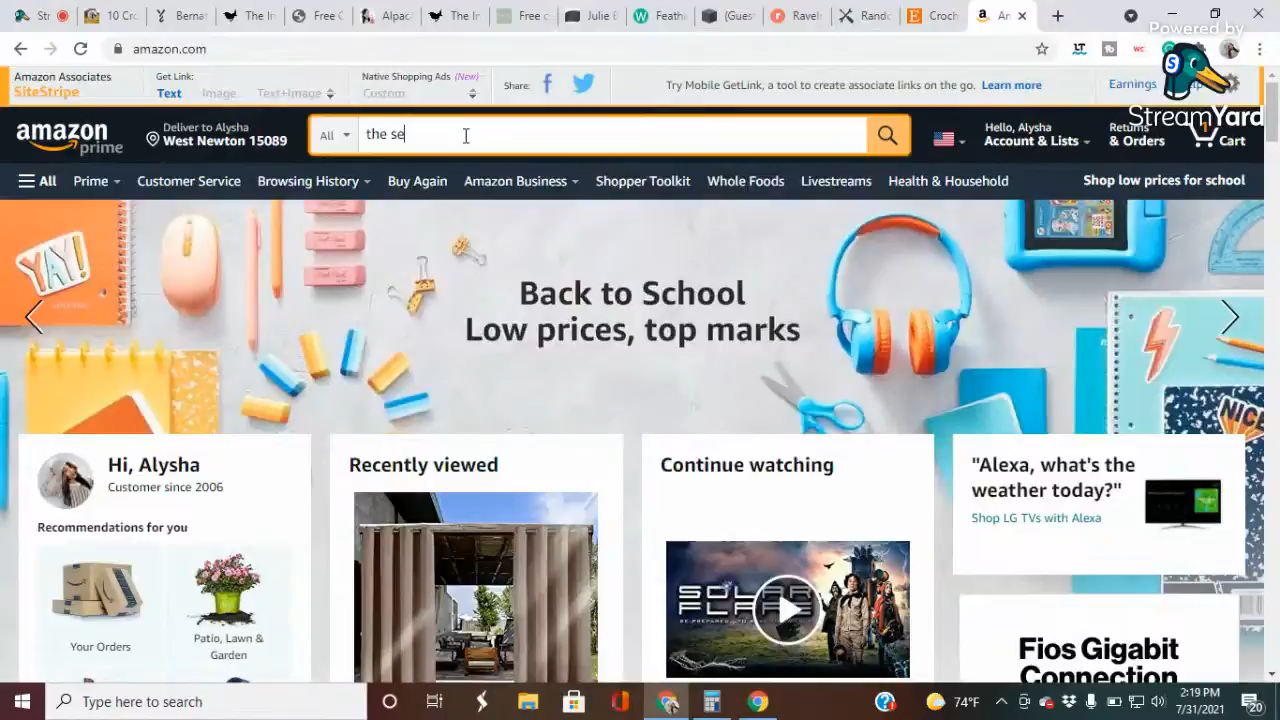 Str
10 Cro
Bernat
The In
Free C
Alpac
The In
Free c
Julie B
Feath
{Gues
Ravel
Rando
Croch
Am
amazon.com
Powered by
StreamYard
Amazon Associates
SiteStripe
Get Link:
Text
Image
Text+Image
Native Shopping Ads (New)
Custom
Share:
Try Mobile GetLink, a tool to create associate links on the go. Learn more
Earnings
amazon
prime
Deliver to Alysha
West Newton 15089
All
the se
Hello, Alysha
Account & Lists
Returns
& Orders
1
Cart
All
Prime
Customer Service
Browsing History
Buy Again
Amazon Business
Shopper Toolkit
Whole Foods
Livestreams
Health & Household
Shop low prices for school
YAY!
Back to School
Low prices, top marks
NICE
Hi, Alysha
Customer since 2006
Recommendations for you
Your Orders
Patio, Lawn &
Garden
Recently viewed
Continue watching
SOLAR
FLARE
"Alexa, what's the
weather today?"
Shop LG TVs with Alexa
Fios Gigabit
Connection
Type here to search
74°F
2:19 PM
7/31/2021
20